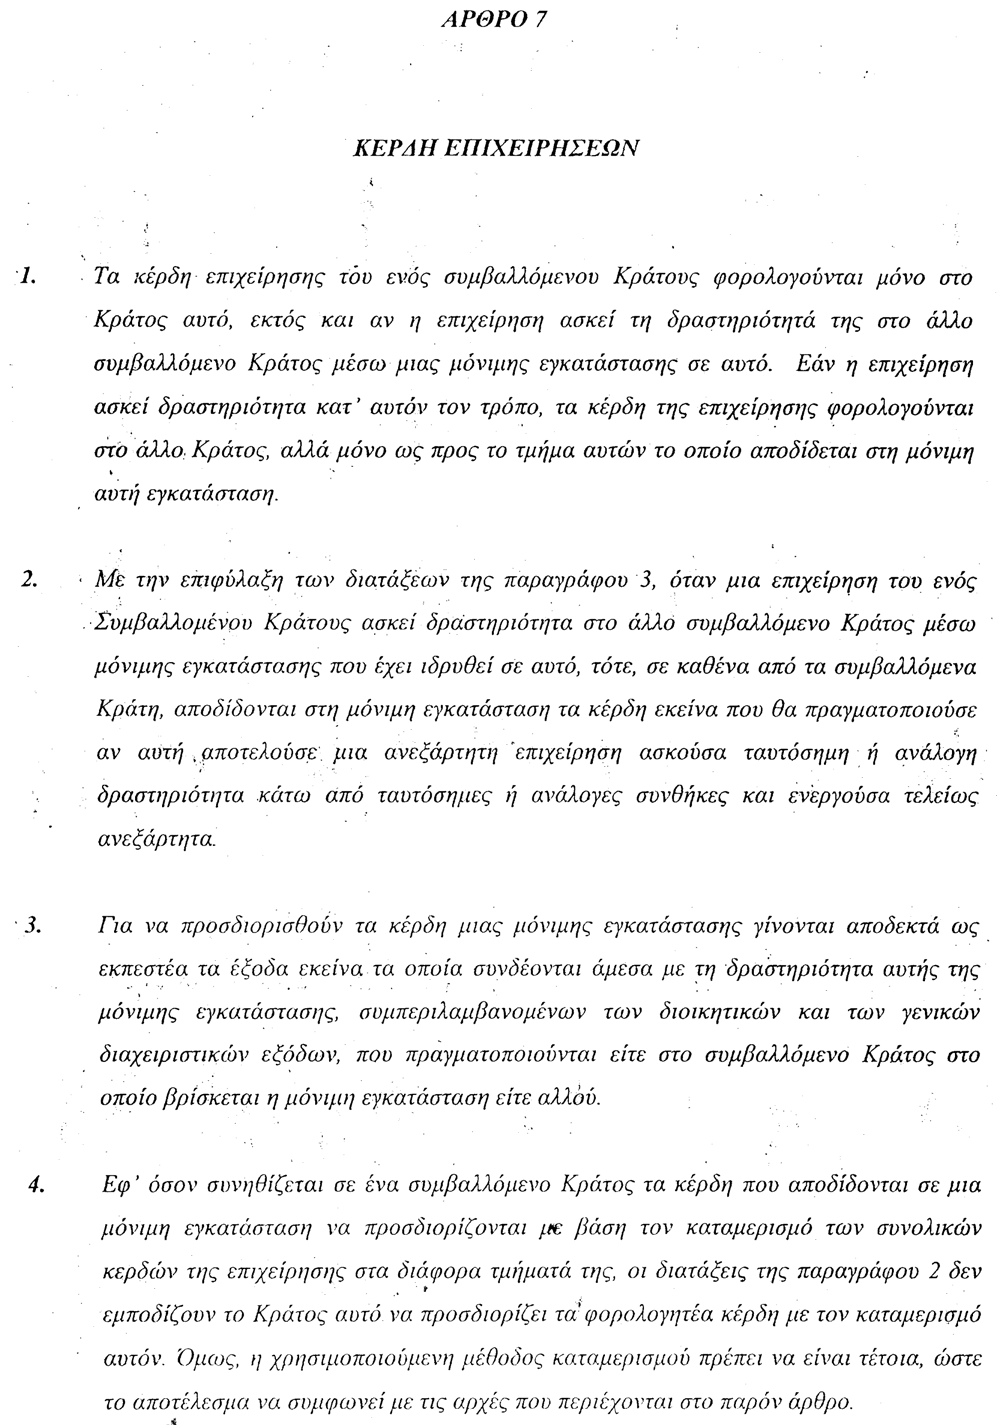 ΑΡΘΡΟ 7
ΚΕΡΔΗ ΕΠΙΧΕΙΡΗΣΕΩΝ
1. Τα κέρδη επιχείρησης του ενός συμβαλλόμενου Κράτους φορολογούνται μόνο στο
Κράτος αυτό, εκτός και αν η επιχείρηση ασκεί τη δραστηριότητά της στο άλλο
συμβαλλόμενο Κράτος μέσω μιας μόνιμης εγκατάστασης σε αυτό. Εάν η επιχείρηση
ασκεί δραστηριότητα κατ’ αυτόν τον τρόπο, τα κέρδη της επιχείρησης φορολογούνται
στο άλλο Κράτος, αλλά μόνο ως προς το τμήμα αυτών το οποίο αποδίδεται στη μόνιμη
αυτή εγκατάσταση.
2. Με την επιφύλαξη των διατάξεων της παραγράφου 3, όταν μια επιχείρηση του ενός
Συμβαλλομένου Κράτους ασκεί δραστηριότητα στο άλλο συμβαλλόμενο Κράτος μέσω
μόνιμης εγκατάστασης που έχει ιδρυθεί σε αυτό, τότε, σε καθένα από τα συμβαλλόμενα
Κράτη, αποδίδονται στη μόνιμη εγκατάσταση τα κέρδη εκείνα που θα πραγματοποιούσε
αν αυτή αποτελούσε μια ανεξάρτητη επιχείρηση ασκούσα ταυτόσημη ή ανάλογη
δραστηριότητα κάτω από ταυτόσημες ή ανάλογες συνθήκες και ενεργούσα τελείως
ανεξάρτητα.
3. Για να προσδιορισθούν τα κέρδη μιας μόνιμης εγκατάστασης γίνονται αποδεκτά ως
εκπεστέα τα έξοδα εκείνα τα οποία συνδέονται άμεσα με τη δραστηριότητα αυτής της
μόνιμης εγκατάστασης, συμπεριλαμβανομένων των διοικητικών και των γενικών
διαχειριστικών εξόδων, που πραγματοποιούνται είτε στο συμβαλλόμενο Κράτος στο
οποίο βρίσκεται η μόνιμη εγκατάσταση είτε αλλού.
4. Εφ’ όσον συνηθίζεται σε ένα συμβαλλόμενο Κράτος τα κέρδη που αποδίδονται σε μια
μόνιμη εγκατάσταση να προσδιορίζονται με βάση τον καταμερισμό των συνολικών
κερδών της επιχείρησης στα διάφορα τμήματά της, οι διατάξεις της παραγράφου 2 δεν
εμποδίζουν το Κράτος αυτό να προσδιορίζει τα φορολογητέα κέρδη με τον καταμερισμό
αυτόν. Όμως, η χρησιμοποιούμενη μέθοδος καταμερισμού πρέπει να είναι τέτοια, ώστε
το αποτέλεσμα να συμφωνεί με τις αρχές που περιέχονται στο παρόν άρθρο.